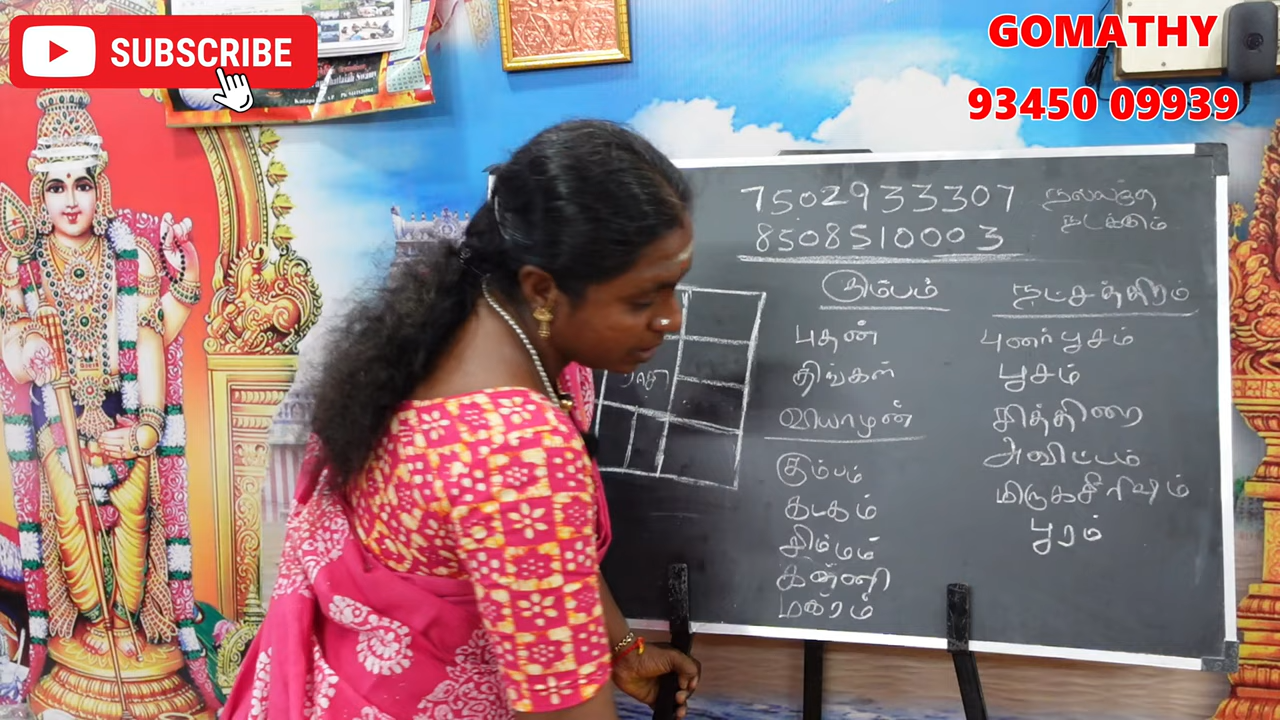 SUBSCRIBE
GOMATHY
93450 09939
7502933307
நல்லதே
நடக்கும்
8508510003
கும்பம்
புதன்
திங்கள்
வியாழன்
கும்பம்
கடகம்
சிம்மம்
கன்னி
மகரம்
நட்சத்திரம்
புனர்பூசம்
பூசம்
சித்திரை
அவிட்டம்
மிருகசீரிஷம்
பூரம்
ராசி